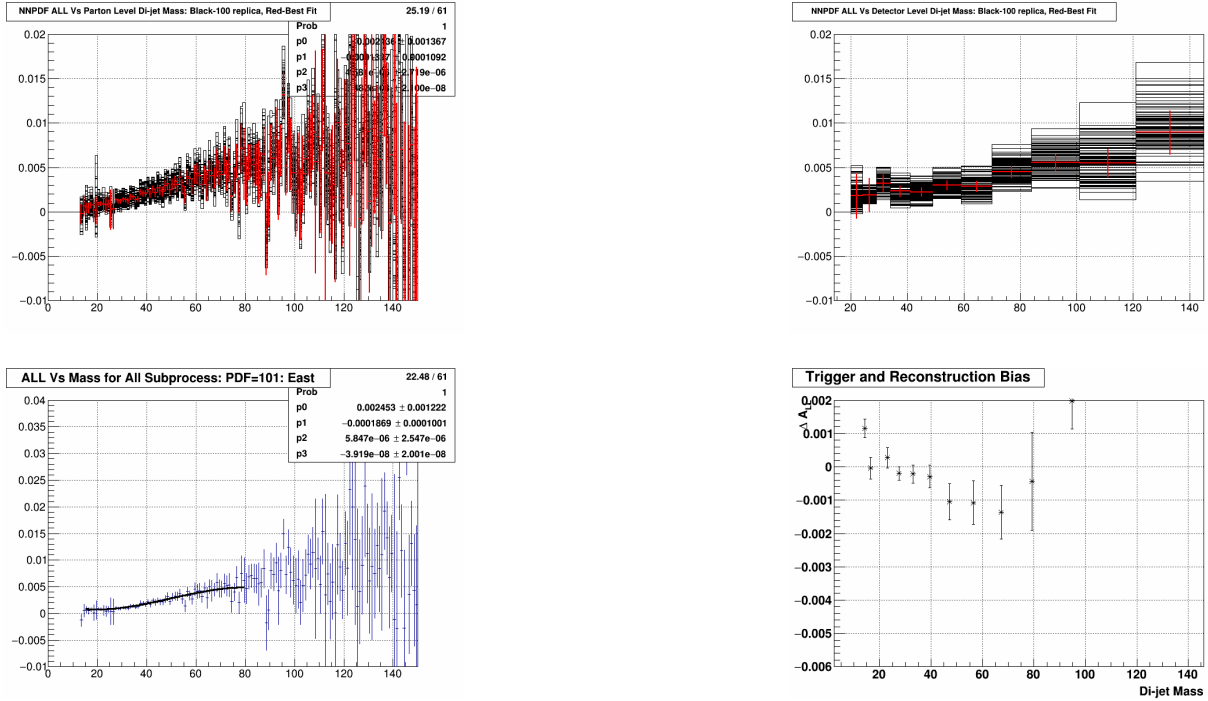 NNPDF ALL Vs Parton Level Di-jet Mass: Black-100 replica, Red-Best Fit
25.19 / 61
Prob 1
p0 ± 0.001367
p1 ± 0.0001092
p2
p3
0.02
0.015
0.01
0.005
0
−0.005
−0.01
20 40 60 80 100 120 140
NNPDF ALL Vs Detector Level Di-jet Mass: Black-100 replica, Red-Best Fit
0.02
0.015
0.01
0.005
0
−0.005
−0.01
20 40 60 80 100 120 140
ALL Vs Mass for All Subprocess: PDF=101: East
22.48 / 61
Prob 1
p0 0.002453 ± 0.001222
p1 −0.0001869 ± 0.0001001
p2 5.847e−06 ± 2.547e−06
p3 −3.919e−08 ± 2.001e−08
0.04
0.035
0.03
0.025
0.02
0.015
0.01
0.005
0
−0.005
−0.01
20 40 60 80 100 120 140
Trigger and Reconstruction Bias
0.002
0.001
0
−0.001
−0.002
−0.003
−0.004
−0.005
−0.006
20 40 60 80 100 120 140
Di-jet Mass